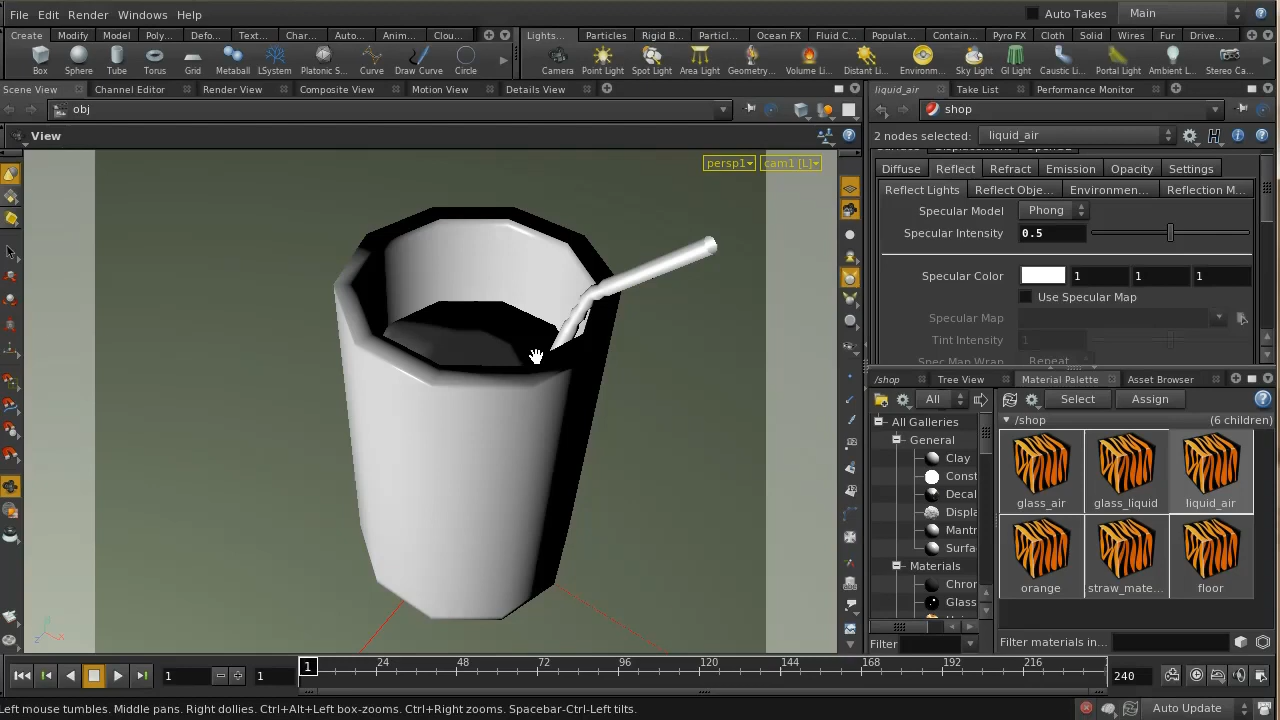 File Edit Render Windows Help
Auto Takes Main
Create Modify Model Poly... Defo... Text... Char... Auto... Anim... Clou...
Lights... Particles Rigid B... Particl... Ocean FX Fluid C... Populat... Contain... Pyro FX Cloth Solid Wires Fur Drive...
Box Sphere Tube Torus Grid Metaball LSystem Platonic S... Curve Draw Curve Circle
Camera Point Light Spot Light Area Light Geometry... Volume Li... Distant Li... Environm... Sky Light GI Light Caustic Li... Portal Light Ambient L... Stereo Ca...
Scene View Channel Editor Render View Composite View Motion View Details View
liquid_air Take List Performance Monitor
obj
shop
View
2 nodes selected: liquid_air
persp1 cam1 [L]
Diffuse Reflect Refract Emission Opacity Settings
Reflect Lights Reflect Obje... Environmen... Reflection M...
Specular Model Phong
Specular Intensity 0.5
Specular Color 1 1 1
Use Specular Map
Specular Map
Tint Intensity 1
Spec Map Wrap Repeat
/shop Tree View Material Palette Asset Browser
All Select Assign
All Galleries
General
Clay
Const
Decal
Displa
Mantr
Surfa
Materials
Chror
Glass
Filter
/shop (6 children)
glass_air glass_liquid liquid_air
orange straw_mate... floor
Filter materials in...
1 1 1 24 48 72 96 120 144 168 192 216 240
Left mouse tumbles. Middle pans. Right dollies. Ctrl+Alt+Left box-zooms. Ctrl+Right zooms. Spacebar-Ctrl-Left tilts.
Auto Update